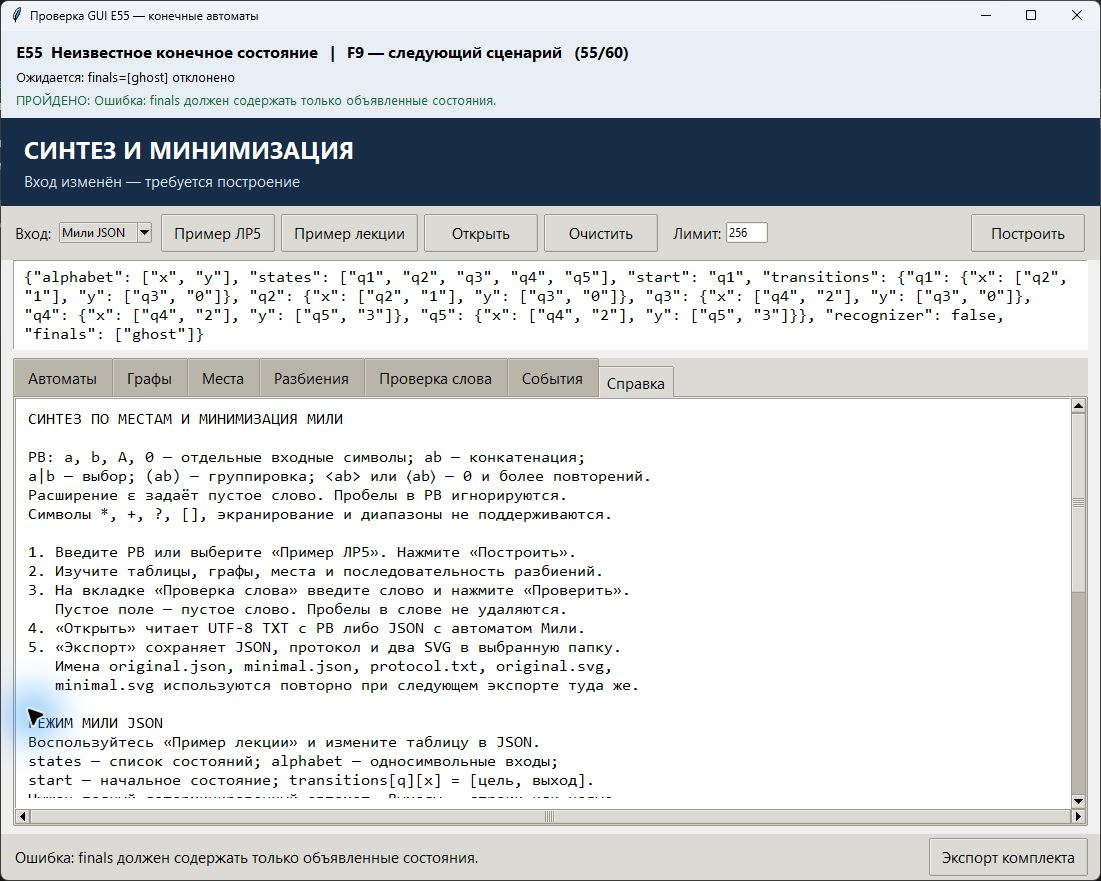 Проверка GUI E55 — конечные автоматы
E55 Неизвестное конечное состояние | F9 — следующий сценарий (55/60)
Ожидается: finals=[ghost] отклонено
ПРОЙДЕНО: Ошибка: finals должен содержать только объявленные состояния.
СИНТЕЗ И МИНИМИЗАЦИЯ
Вход изменён — требуется построение
Вход: Мили JSON Пример ЛР5 Пример лекции Открыть Очистить Лимит: 256 Построить
{"alphabet": ["x", "y"], "states": ["q1", "q2", "q3", "q4", "q5"], "start": "q1", "transitions": {"q1": {"x": ["q2",
"1"], "y": ["q3", "0"]}, "q2": {"x": ["q2", "1"], "y": ["q3", "0"]}, "q3": {"x": ["q4", "2"], "y": ["q3", "0"]},
"q4": {"x": ["q4", "2"], "y": ["q5", "3"]}, "q5": {"x": ["q4", "2"], "y": ["q5", "3"]}}, "recognizer": false,
"finals": ["ghost"]}
Автоматы Графы Места Разбиения Проверка слова События Справка
СИНТЕЗ ПО МЕСТАМ И МИНИМИЗАЦИЯ МИЛИ
РВ: a, b, A, 0 — отдельные входные символы; ab — конкатенация;
a|b — выбор; (ab) — группировка; <ab> или ⟨ab⟩ — 0 и более повторений.
Расширение ε задаёт пустое слово. Пробелы в РВ игнорируются.
Символы *, +, ?, [], экранирование и диапазоны не поддерживаются.
1. Введите РВ или выберите «Пример ЛР5». Нажмите «Построить».
2. Изучите таблицы, графы, места и последовательность разбиений.
3. На вкладке «Проверка слова» введите слово и нажмите «Проверить».
Пустое поле — пустое слово. Пробелы в слове не удаляются.
4. «Открыть» читает UTF-8 TXT с РВ либо JSON с автоматом Мили.
5. «Экспорт» сохраняет JSON, протокол и два SVG в выбранную папку.
Имена original.json, minimal.json, protocol.txt, original.svg,
minimal.svg используются повторно при следующем экспорте туда же.
РЕЖИМ МИЛИ JSON
Воспользуйтесь «Пример лекции» и измените таблицу в JSON.
states — список состояний; alphabet — односимвольные входы;
start — начальное состояние; transitions[q][x] = [цель, выход].
Ошибка: finals должен содержать только объявленные состояния.
Экспорт комплекта